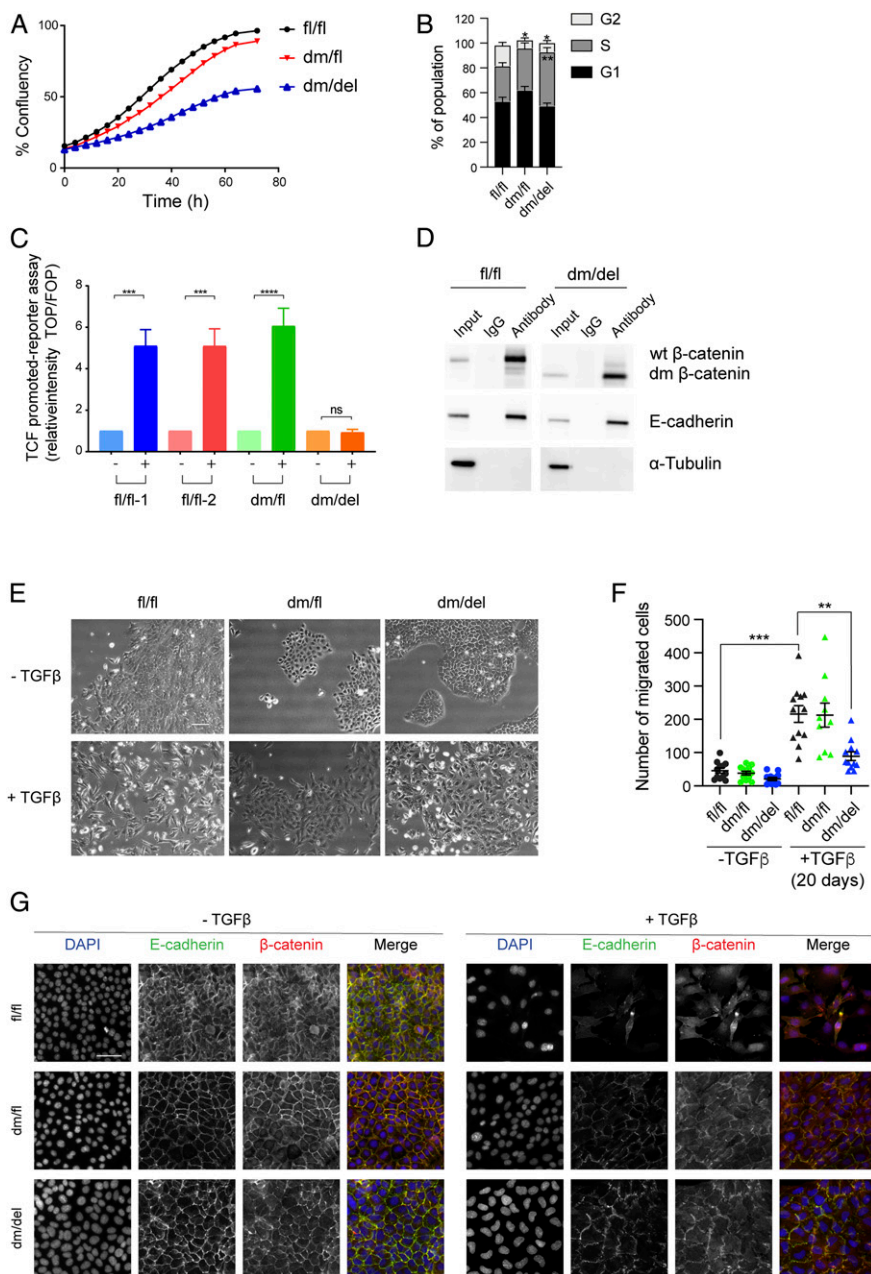 A
fl/fl
dm/fl
dm/del
% Confluency
100
50
0
0 20 40 60 80
Time (h)
B
G2
S
G1
% of population
120
100
80
60
40
20
0
*
*
**
fl/fl
dm/fl
dm/del
C
TCF promoted-reporter assay
(relativeintensity TOP/FOP)
8
6
4
2
0
*** *** **** ns
- + - + - + - +
fl/fl-1 fl/fl-2 dm/fl dm/del
D
fl/fl dm/del
Input IgG Antibody Input IgG Antibody
wt β-catenin
dm β-catenin
E-cadherin
α-Tubulin
E
fl/fl dm/fl dm/del
- TGFβ
+ TGFβ
F
Number of migrated cells
500
400
300
200
100
0
*** **
fl/fl dm/fl dm/del fl/fl dm/fl dm/del
-TGFβ +TGFβ
(20 days)
G
- TGFβ + TGFβ
DAPI E-cadherin β-catenin Merge DAPI E-cadherin β-catenin Merge
fl/fl
dm/fl
dm/del